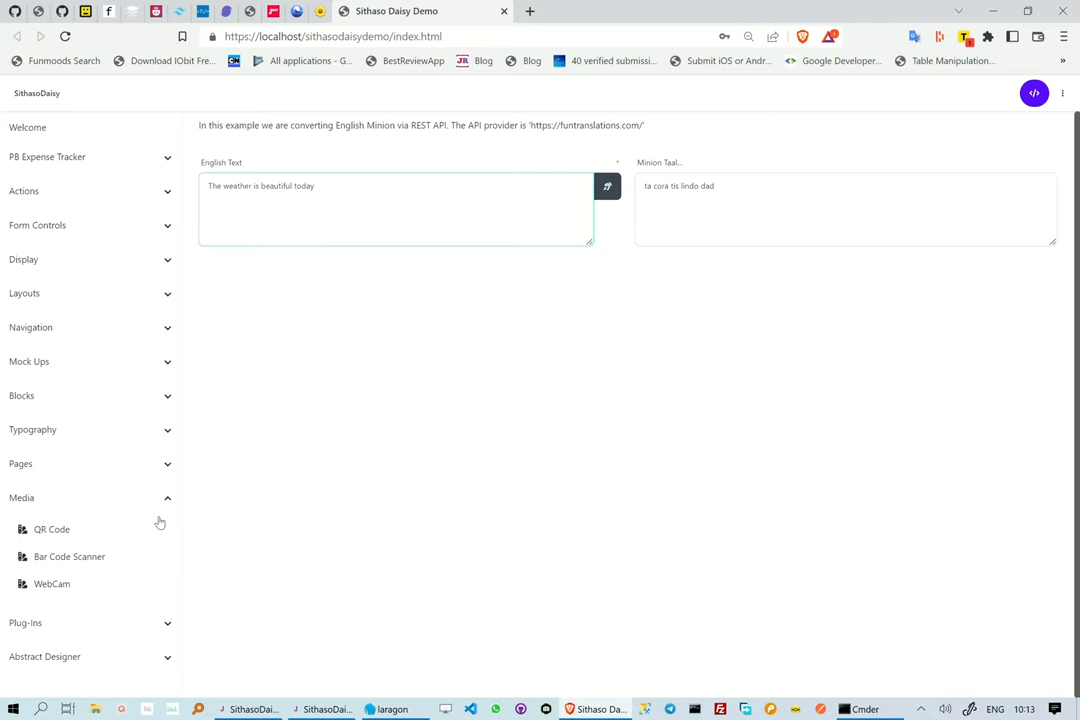 Sithaso Daisy Demo
https://localhost/sithasodaisydemo/index.html
Funmoods Search
Download IObit Fre...
All applications - G...
BestReviewApp
Blog
Blog
40 verified submissi...
Submit iOS or Andr...
Google Developer...
Table Manipulation...
»
SithasoDaisy
Welcome
PB Expense Tracker
Actions
Form Controls
Display
Layouts
Navigation
Mock Ups
Blocks
Typography
Pages
Media
QR Code
Bar Code Scanner
WebCam
Plug-Ins
Abstract Designer
In this example we are converting English Minion via REST API. The API provider is 'https://funtranslations.com/'
English Text *
The weather is beautiful today
Minion Taal...
ta cora tis lindo dad
SithasoDai...
SithasoDai...
laragon
Sithaso Da...
Cmder
ENG
10:13